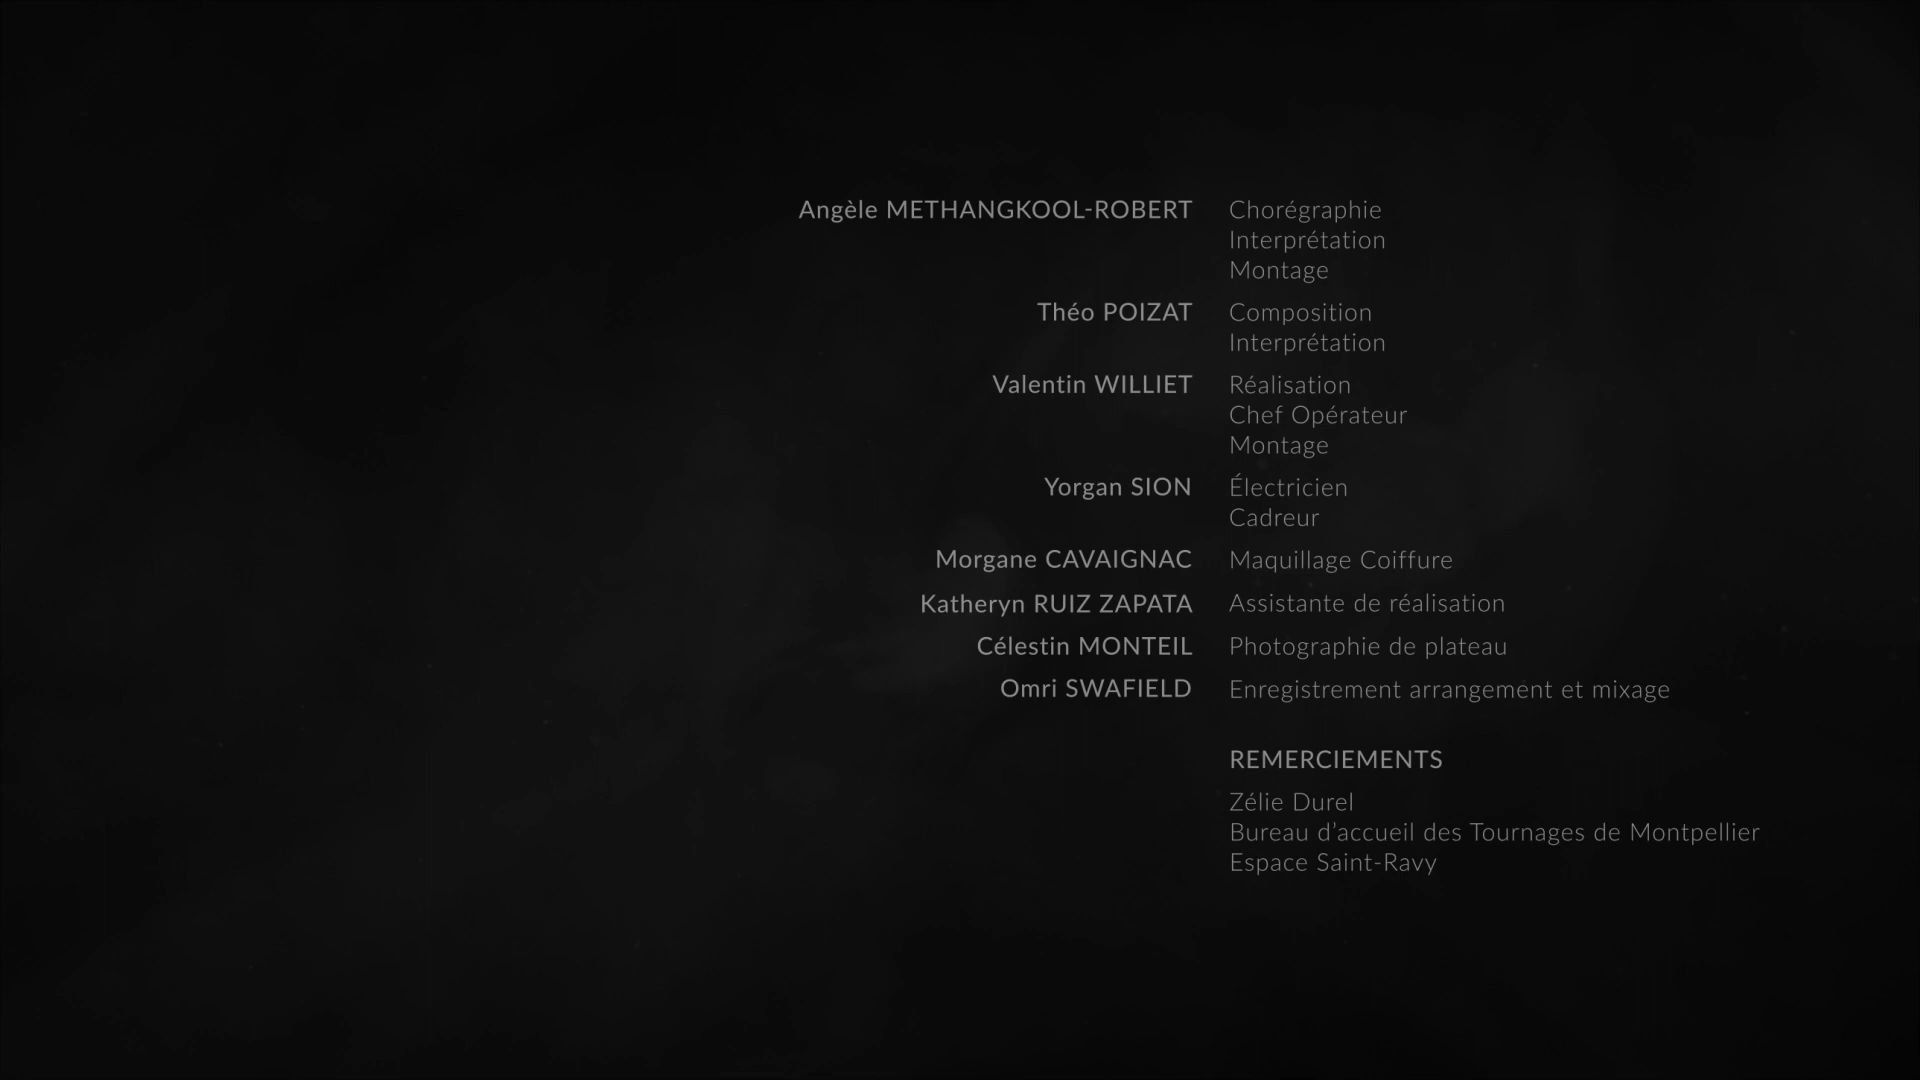 Angèle METHANGKOOL-ROBERT Chorégraphie
Interprétation
Montage
Théo POIZAT Composition
Interprétation
Valentin WILLIET Réalisation
Chef Opérateur
Montage
Yorgan SION Électricien
Cadreur
Morgane CAVAIGNAC Maquillage Coiffure
Katheryn RUIZ ZAPATA Assistante de réalisation
Célestin MONTEIL Photographie de plateau
Omri SWAFIELD Enregistrement arrangement et mixage
REMERCIEMENTS
Zélie Durel
Bureau d’accueil des Tournages de Montpellier
Espace Saint-Ravy